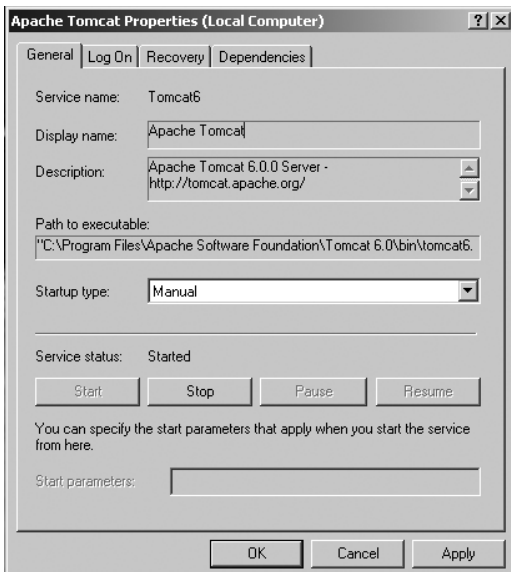 Apache Tomcat Properties (Local Computer)
General Log On Recovery Dependencies
Service name: Tomcat6
Display name: Apache Tomcat
Description: Apache Tomcat 6.0.0 Server -
http://tomcat.apache.org/
Path to executable:
"C:\Program Files\Apache Software Foundation\Tomcat 6.0\bin\tomcat6.
Startup type: Manual
Service status: Started
Start Stop Pause Resume
You can specify the start parameters that apply when you start the service
from here.
Start parameters:
OK Cancel Apply